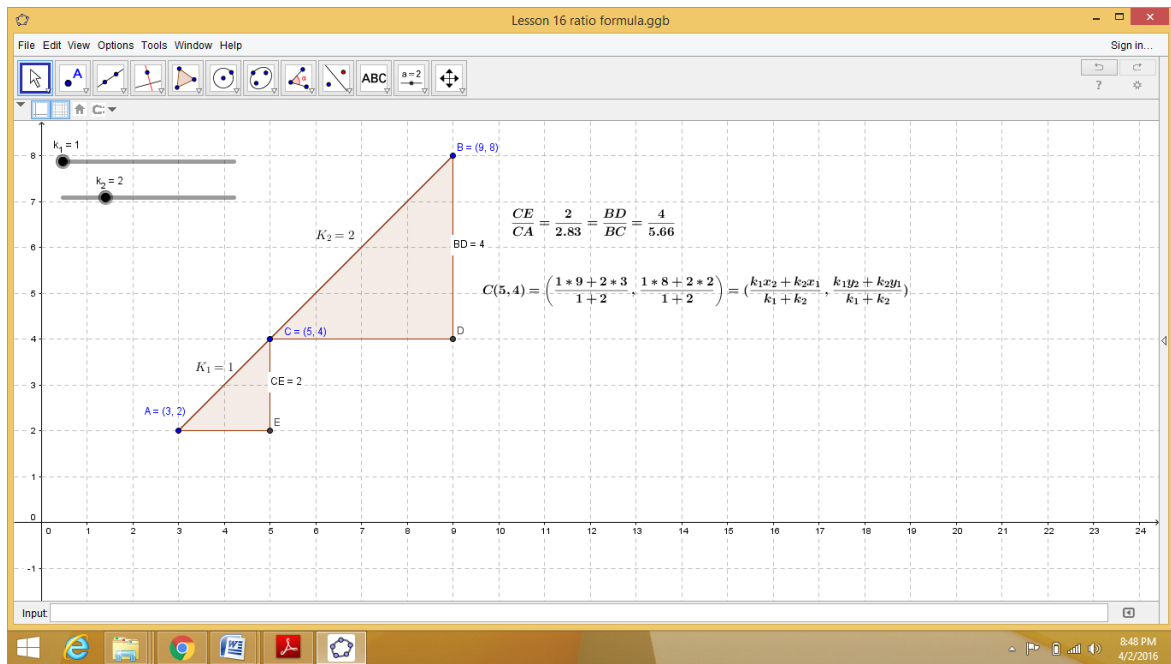 Lesson 16 ratio formula.ggb
File Edit View Options Tools Window Help
Sign in...
A
α
ABC
a=2
?
k₁ = 1
k₂ = 2
B = (9, 8)
K₂ = 2
BD = 4
CE/CA = 2/2.83 = BD/BC = 4/5.66
C(5,4) = ((1*9+2*3)/(1+2), (1*8+2*2)/(1+2)) = ((k₁x₂+k₂x₁)/(k₁+k₂), (k₁y₂+k₂y₁)/(k₁+k₂))
C = (5, 4)
D
K₁ = 1
CE = 2
A = (3, 2)
E
8
7
6
5
4
3
2
1
0
-1
0 1 2 3 4 5 6 7 8 9 10 11 12 13 14 15 16 17 18 19 20 21 22 23 24
Input:
8:48 PM
4/2/2016